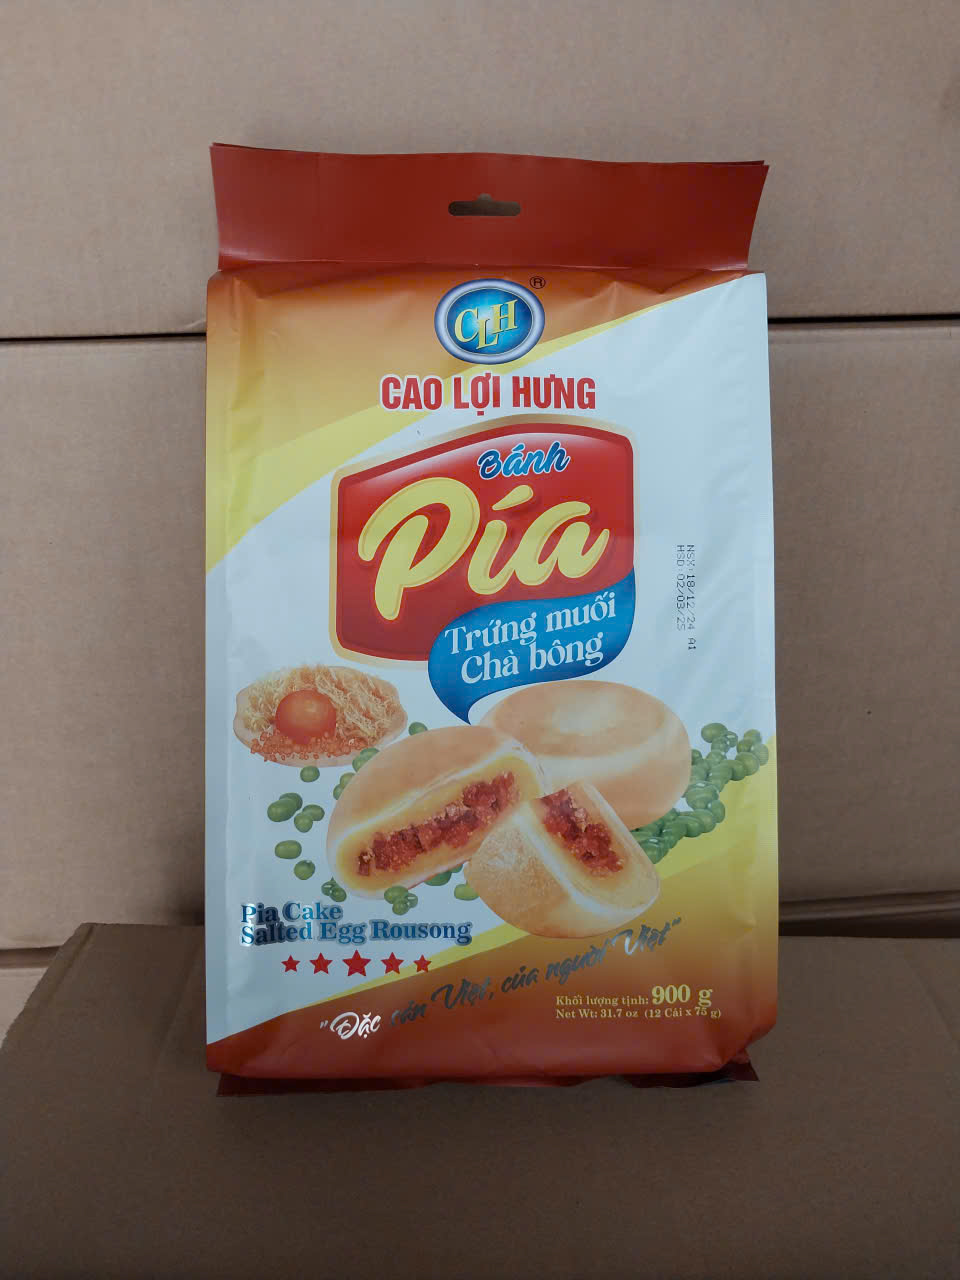 CLH
®
CAO LỢI HƯNG
Bánh
Pía
Trứng muối
Chà bông
NSX: 18/12/24 A1
HSD: 02/03/25
Pia Cake
Salted Egg Rousong
"Đặc sản Việt, của người Việt"
Khối lượng tịnh: 900 g
Net Wt: 31.7 oz (12 Cái x 75 g)